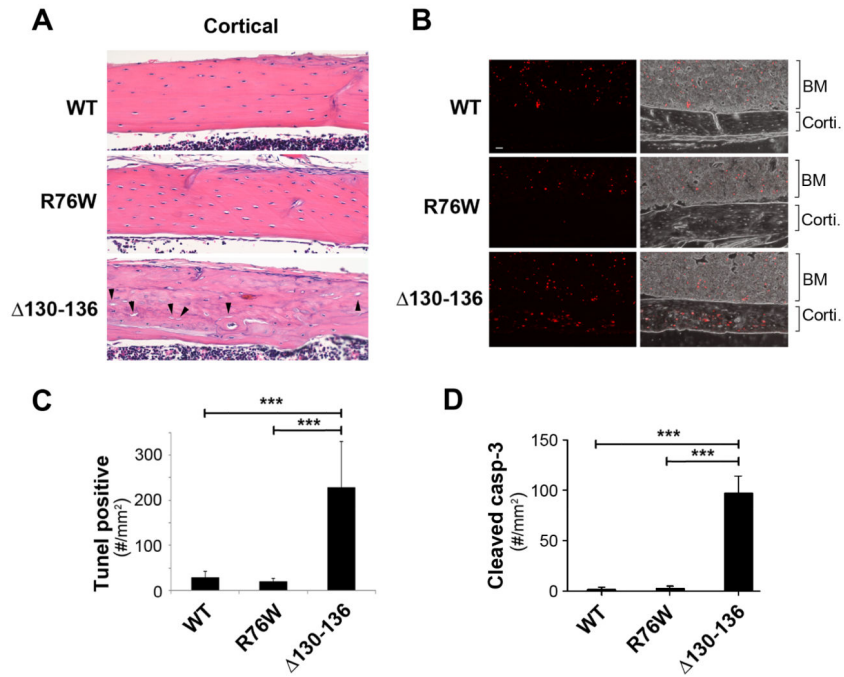 A
Cortical
WT
R76W
Δ130-136
B
WT
BM
Corti.
R76W
BM
Corti.
Δ130-136
BM
Corti.
C
***
***
Tunel positive
(#/mm²)
300
200
100
0
WT
R76W
Δ130-136
D
***
***
Cleaved casp-3
(#/mm²)
150
100
50
0
WT
R76W
Δ130-136